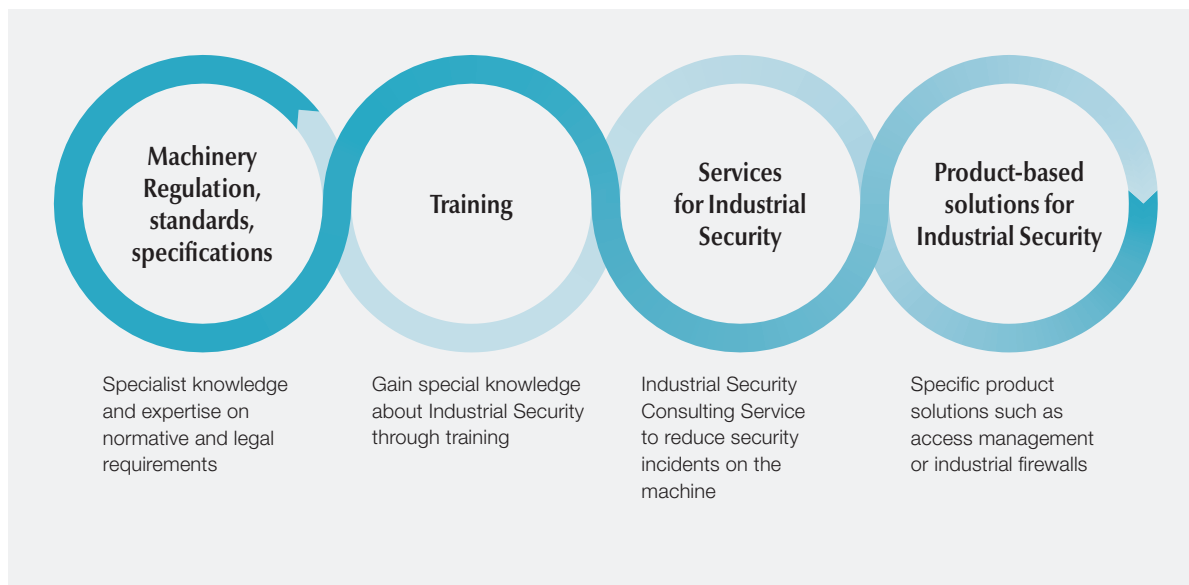 Machinery
Regulation,
standards,
specifications
Training
Services
for Industrial
Security
Product-based
solutions for
Industrial Security
Specialist knowledge
and expertise on
normative and legal
requirements
Gain special knowledge
about Industrial Security
through training
Industrial Security
Consulting Service
to reduce security
incidents on the
machine
Specific product
solutions such as
access management
or industrial firewalls